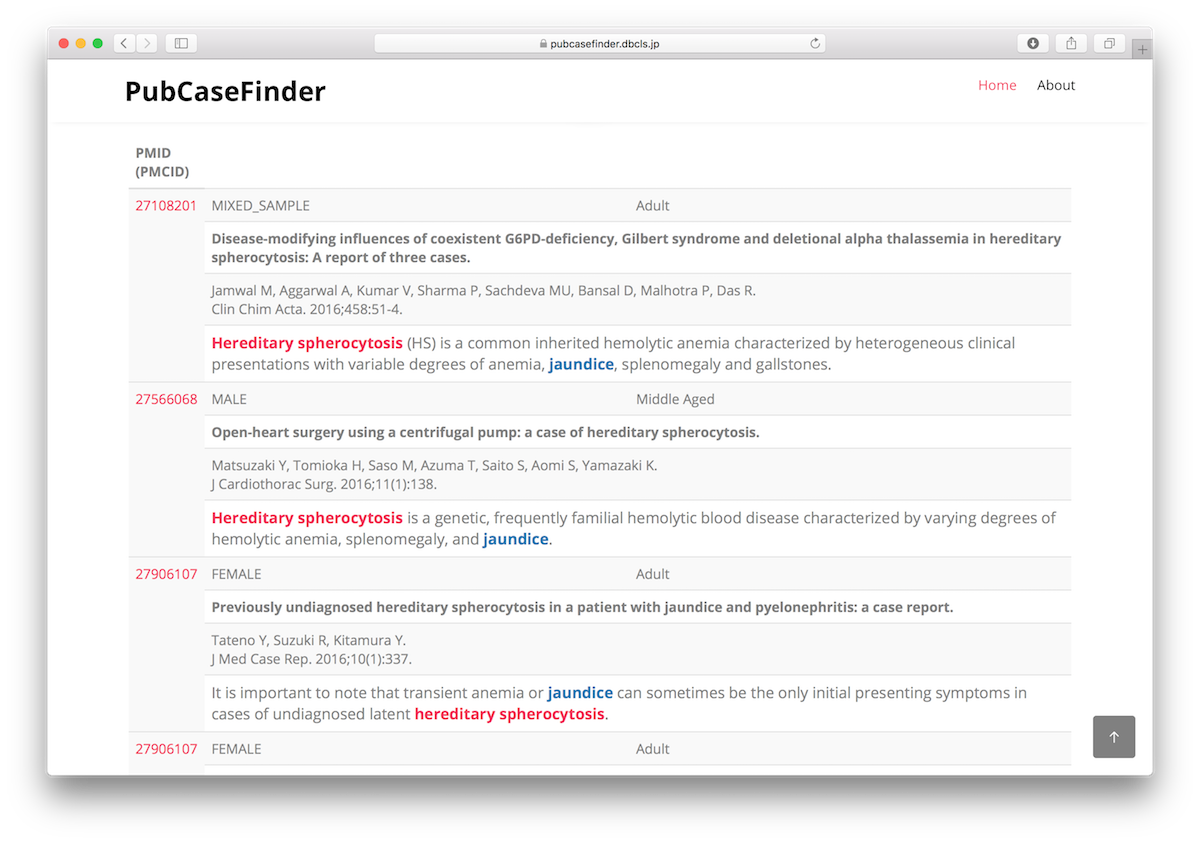 pubcasefinder.dbcls.jp
PubCaseFinder
Home
About
PMID
(PMCID)
27108201
MIXED_SAMPLE
Adult
Disease-modifying influences of coexistent G6PD-deficiency, Gilbert syndrome and deletional alpha thalassemia in hereditary
spherocytosis: A report of three cases.
Jamwal M, Aggarwal A, Kumar V, Sharma P, Sachdeva MU, Bansal D, Malhotra P, Das R.
Clin Chim Acta. 2016;458:51-4.
Hereditary spherocytosis (HS) is a common inherited hemolytic anemia characterized by heterogeneous clinical
presentations with variable degrees of anemia, jaundice, splenomegaly and gallstones.
27566068
MALE
Middle Aged
Open-heart surgery using a centrifugal pump: a case of hereditary spherocytosis.
Matsuzaki Y, Tomioka H, Saso M, Azuma T, Saito S, Aomi S, Yamazaki K.
J Cardiothorac Surg. 2016;11(1):138.
Hereditary spherocytosis is a genetic, frequently familial hemolytic blood disease characterized by varying degrees of
hemolytic anemia, splenomegaly, and jaundice.
27906107
FEMALE
Adult
Previously undiagnosed hereditary spherocytosis in a patient with jaundice and pyelonephritis: a case report.
Tateno Y, Suzuki R, Kitamura Y.
J Med Case Rep. 2016;10(1):337.
It is important to note that transient anemia or jaundice can sometimes be the only initial presenting symptoms in
cases of undiagnosed latent hereditary spherocytosis.
27906107
FEMALE
Adult